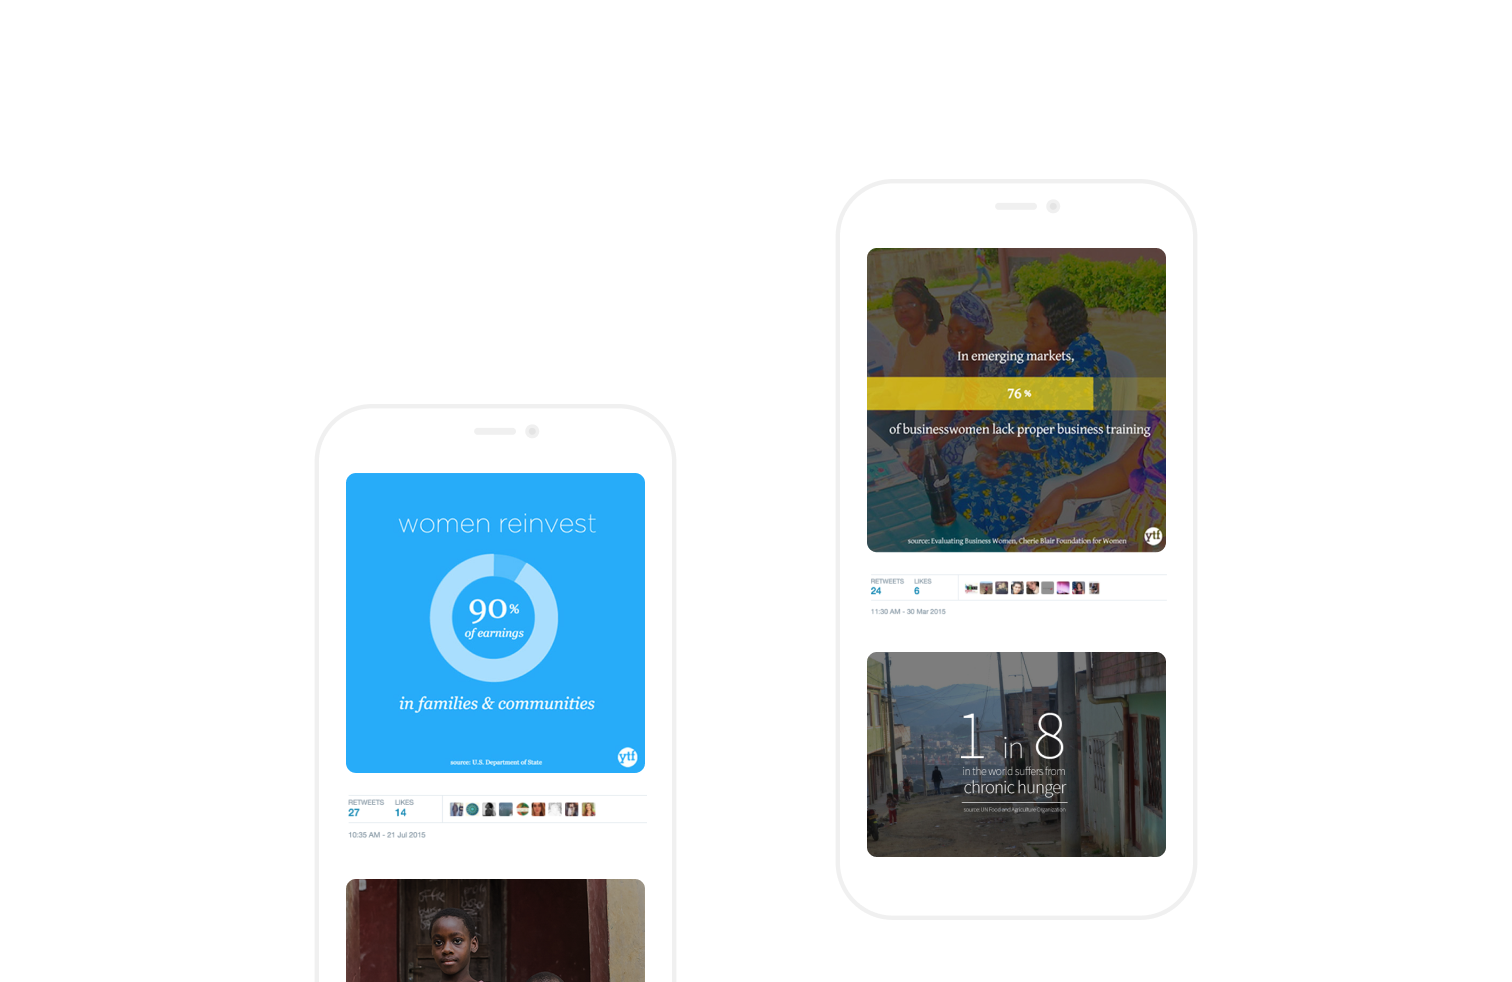 women reinvest
90%
of earnings
in families & communities
source: U.S. Department of State
ytf
RETWEETS LIKES
27 14
10:35 AM - 21 Jul 2015
In emerging markets,
76 %
of businesswomen lack proper business training
source: Evaluating Business Women, Cherie Blair Foundation for Women
ytf
RETWEETS LIKES
24 6
11:30 AM - 30 Mar 2015
1 in 8
in the world suffers from
chronic hunger
source: UN Food and Agriculture Organization